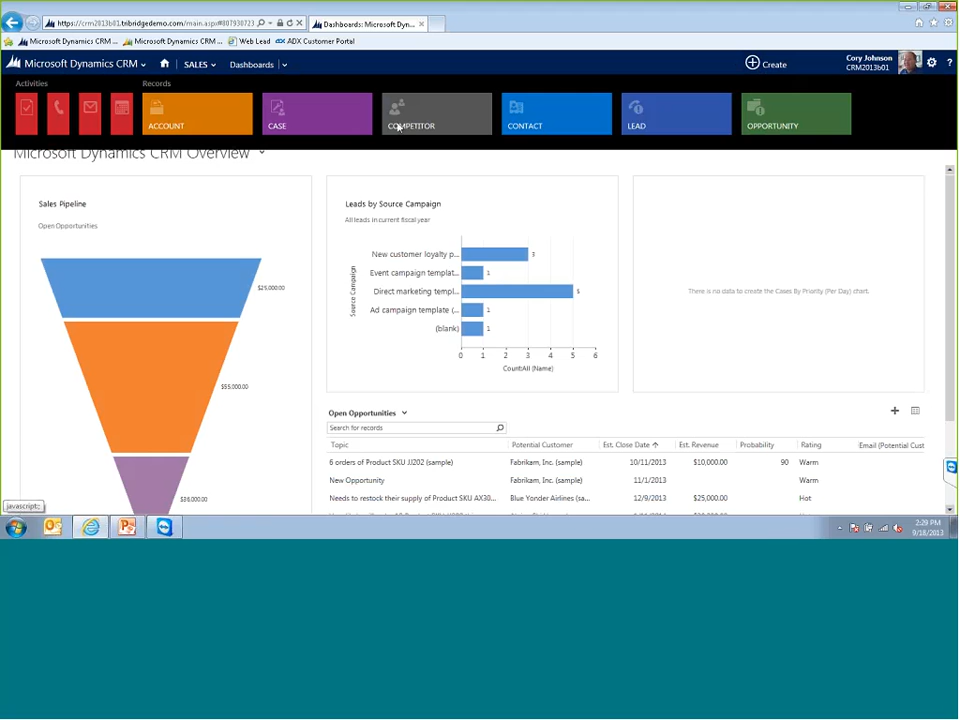 https://crm2013b01.tribridgedemo.com/main.aspx#807930723
Dashboards: Microsoft Dyn...
Microsoft Dynamics CRM ...
Microsoft Dynamics CRM ...
Web Lead
ADX Customer Portal
Microsoft Dynamics CRM
SALES
Dashboards
Create
Cory Johnson
CRM2013b01
?
Activities
Records
ACCOUNT
CASE
COMPETITOR
CONTACT
LEAD
OPPORTUNITY
Microsoft Dynamics CRM Overview
Sales Pipeline
Open Opportunities
$25,000.00
$55,000.00
$36,000.00
Leads by Source Campaign
All leads in current fiscal year
Source Campaign
New customer loyalty p... 3
Event campaign templat... 1
Direct marketing templ... 5
Ad campaign template (... 1
(blank) 1
0 1 2 3 4 5 6
Count:All (Name)
There is no data to create the Cases By Priority (Per Day) chart.
Open Opportunities
Search for records
Topic Potential Customer Est. Close Date Est. Revenue Probability Rating Email (Potential Cust
6 orders of Product SKU JJ202 (sample) Fabrikam, Inc. (sample) 10/11/2013 $10,000.00 90 Warm
New Opportunity 11/1/2013 Warm
Needs to restock their supply of Product SKU AX30... Blue Yonder Airlines (sa... 12/9/2013 $25,000.00 Hot
javascript:;
2:29 PM
9/18/2013